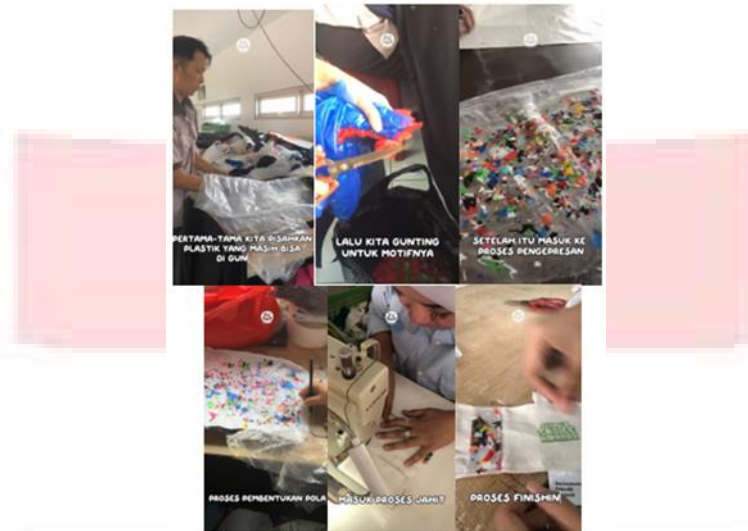 PERTAMA-TAMA KITA PISAHKAN
PLASTIK YANG MASIH BISA
DI GUN
LALU KITA GUNTING
UNTUK MOTIFNYA
SETELAH ITU MASUK KE
PROSES PENGEPRESAN
PROSES PEMBENTUKAN POLA
MASUK PROSES JAHIT
PROSES FINISHIN